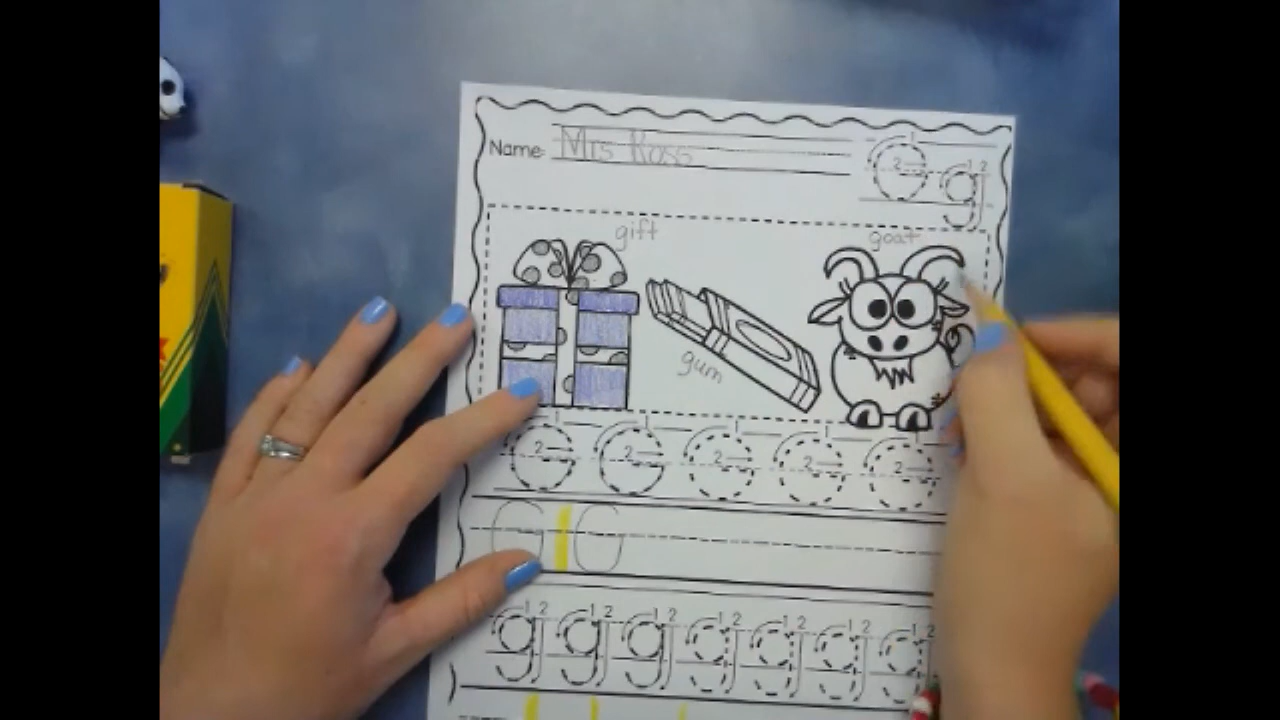 Name: Mrs Ross
Gg
gift
goat
gum
G G G G G
G G
g g g g g g g